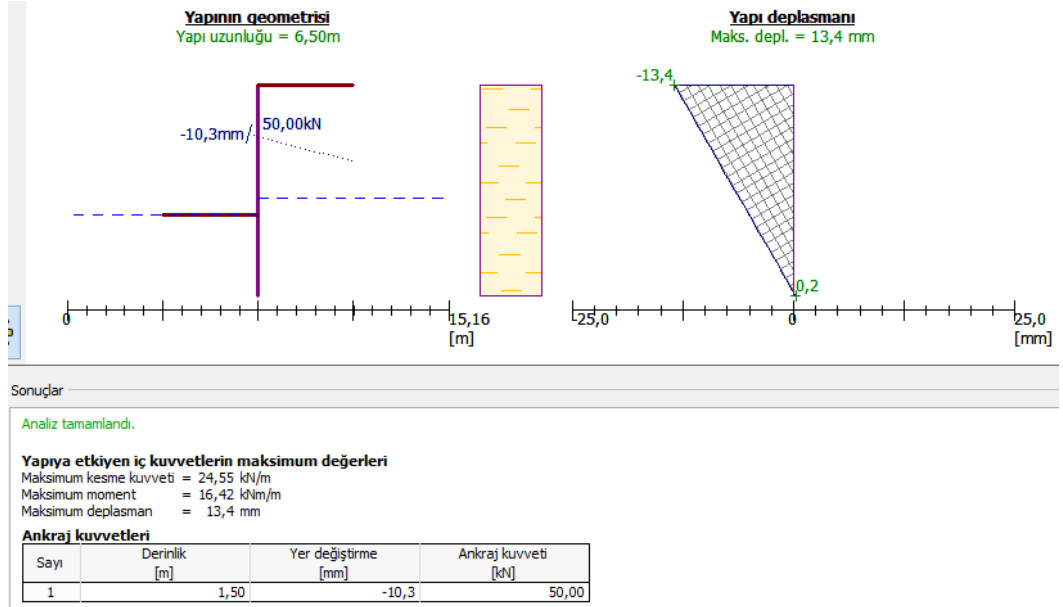 Yapının geometrisi
Yapı uzunluğu = 6,50m
Yapı deplasmanı
Maks. depl. = 13,4 mm
-13,4
-10,3mm
50,00kN
0,2
0
15,16
[m]
-25,0
0
25,0
[mm]
Sonuçlar
Analiz tamamlandı.
Yapıya etkiyen iç kuvvetlerin maksimum değerleri
Maksimum kesme kuvveti = 24,55 kN/m
Maksimum moment = 16,42 kNm/m
Maksimum deplasman = 13,4 mm
Ankraj kuvvetleri
Sayı Derinlik Yer değiştirme Ankraj kuvveti
[m] [mm] [kN]
1 1,50 -10,3 50,00